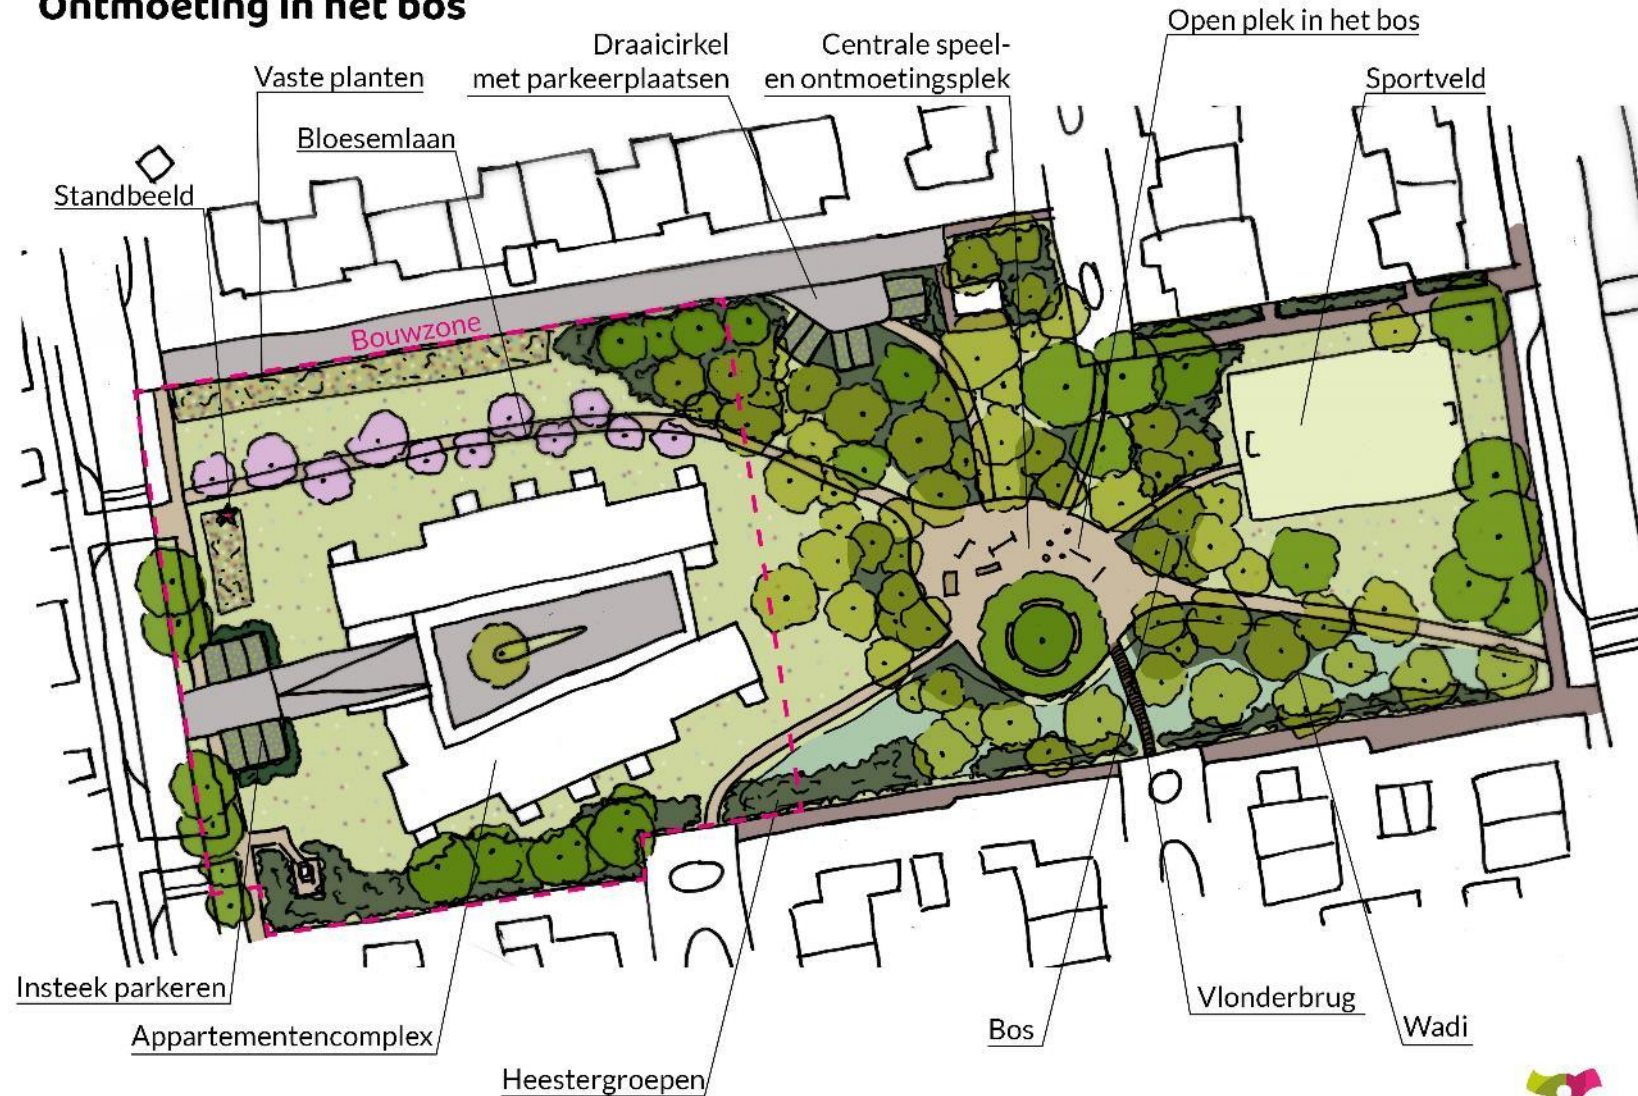 Ontmoeting in het bos
Open plek in het bos
Draaicirkel
met parkeerplaatsen
Centrale speel-
en ontmoetingsplek
Vaste planten
Sportveld
Bloesemlaan
Standbeeld
Bouwzone
Insteek parkeren
Appartementencomplex
Heestergroepen
Bos
Vlonderbrug
Wadi